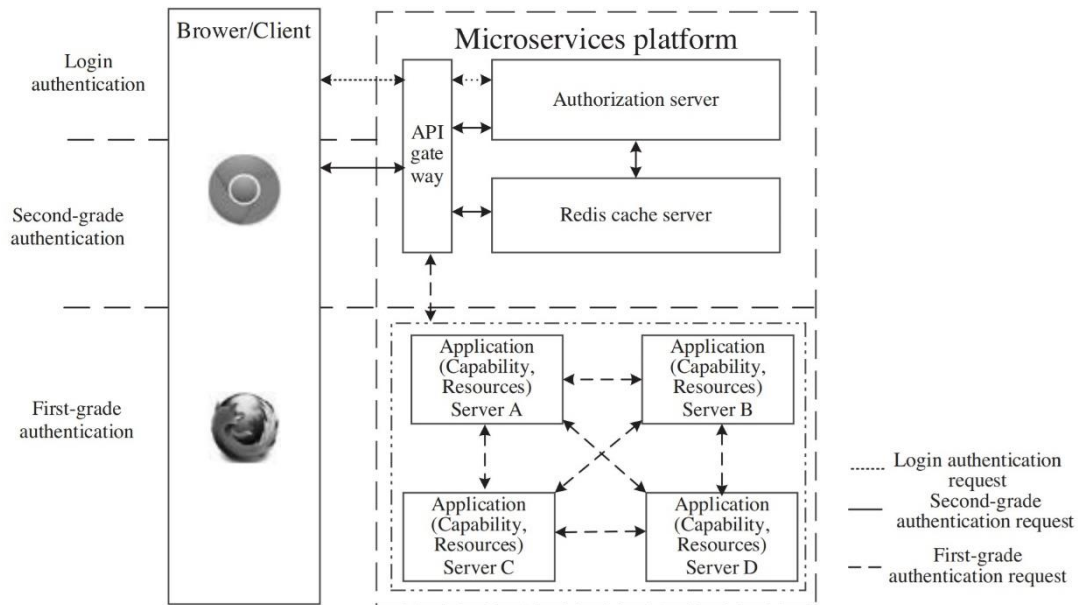 Brower/Client
Microservices platform
Login
authentication
Authorization server
API
gate
way
Second-grade
authentication
Redis cache server
First-grade
authentication
Application
(Capability,
Resources)
Server A
Application
(Capability,
Resources)
Server B
Application
(Capability,
Resources)
Server C
Application
(Capability,
Resources)
Server D
Login authentication
request
Second-grade
authentication request
First-grade
authentication request